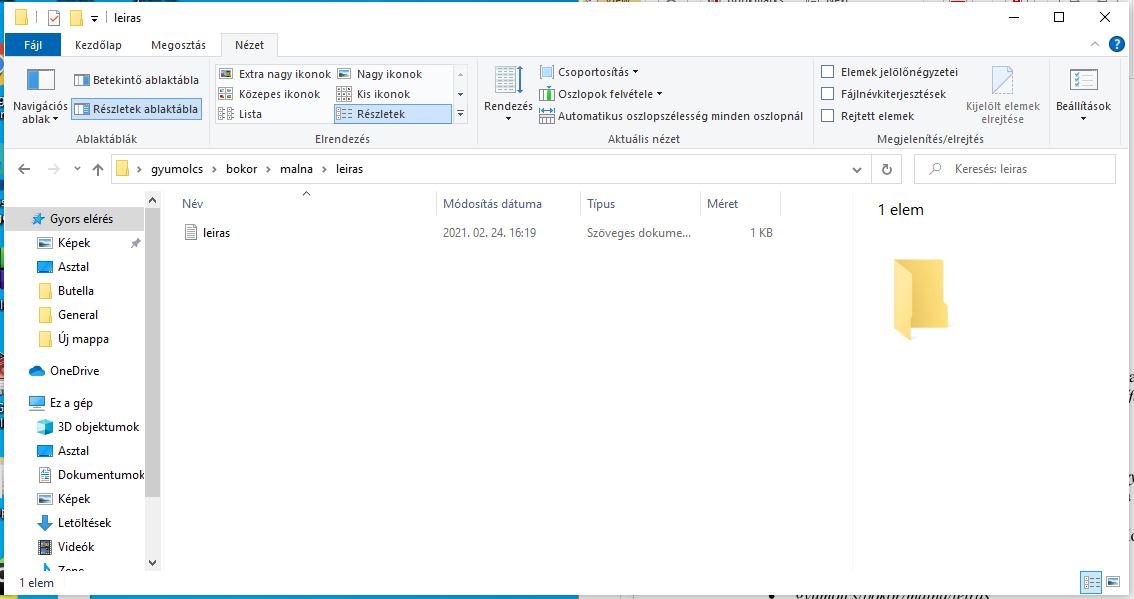 leiras
Fájl Kezdőlap Megosztás Nézet
Navigációs ablak
Betekintő ablaktábla
Részletek ablaktábla
Ablaktáblák
Extra nagy ikonok Nagy ikonok
Közepes ikonok Kis ikonok
Lista Részletek
Elrendezés
Rendezés
Csoportosítás
Oszlopok felvétele
Automatikus oszlopszélesség minden oszlopnál
Aktuális nézet
Elemek jelölőnégyzetei
Fájlnévkiterjesztések
Rejtett elemek
Kijelölt elemek
elrejtése
Megjelenítés/elrejtés
Beállítások
gyumolcs > bokor > malna > leiras
Keresés: leiras
Gyors elérés
Képek
Asztal
Butella
General
Új mappa
OneDrive
Ez a gép
3D objektumok
Asztal
Dokumentumok
Képek
Letöltések
Videók
Név Módosítás dátuma Típus Méret
leiras 2021. 02. 24. 16:19 Szöveges dokume... 1 KB
1 elem
1 elem